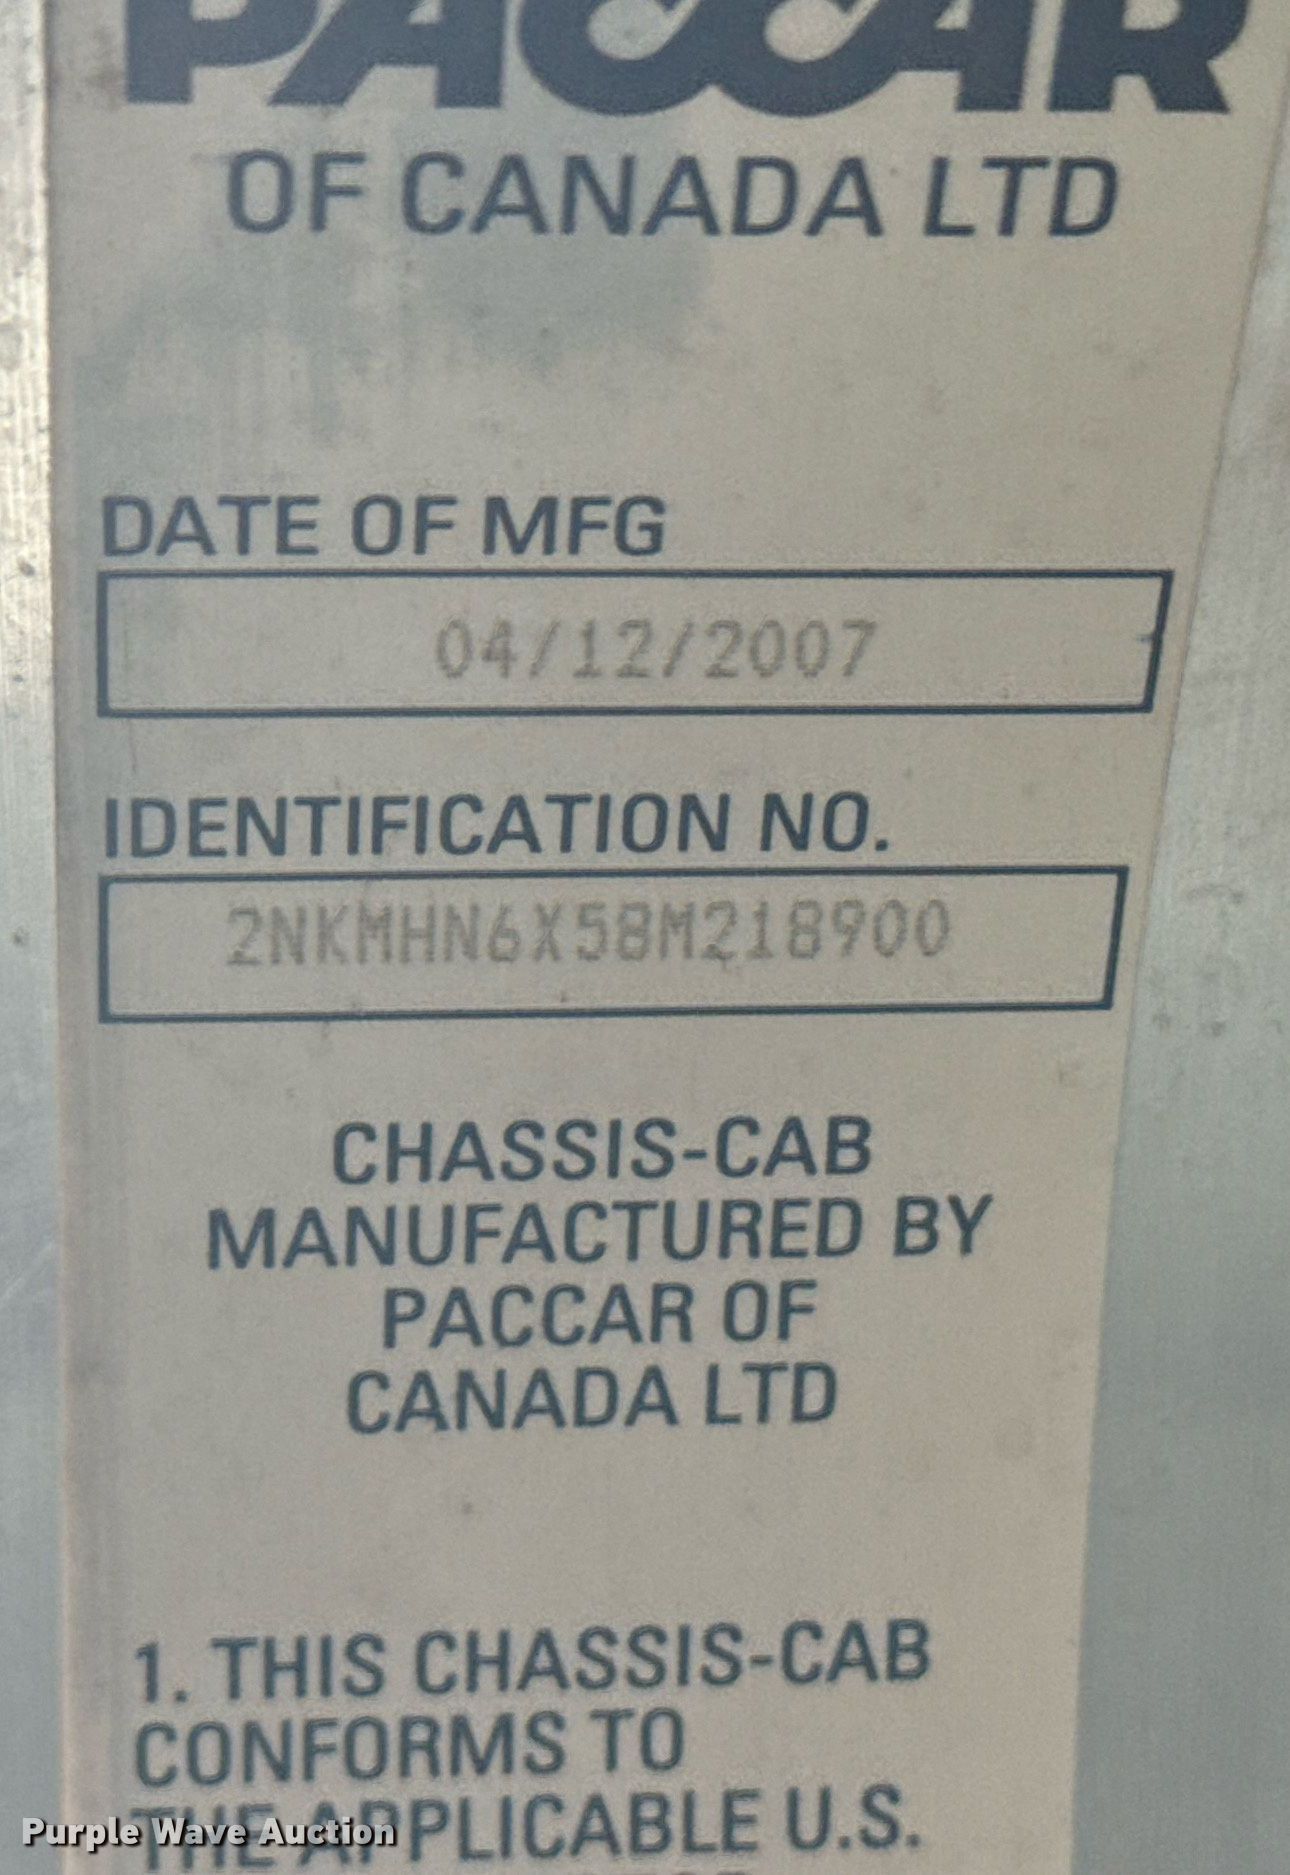 PACCAR
OF CANADA LTD
DATE OF MFG
04/12/2007
IDENTIFICATION NO.
2NKMHN6X58M218900
CHASSIS-CAB
MANUFACTURED BY
PACCAR OF
CANADA LTD
1. THIS CHASSIS-CAB
CONFORMS TO
THE APPLICABLE U.S.
Purple Wave Auction